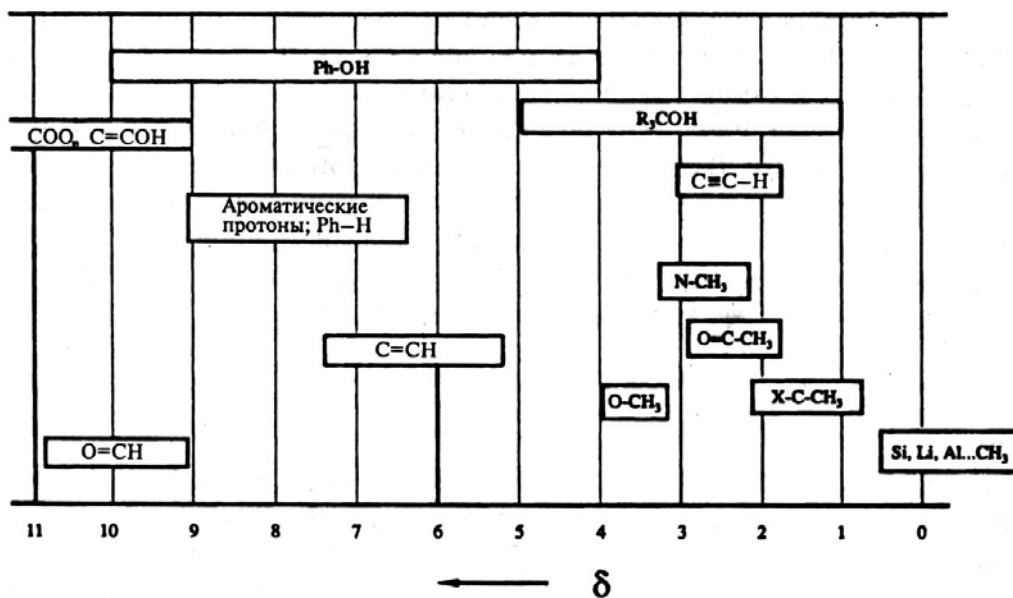 Ph-OH
R₃COH
COOₙ C=COH
C≡C–H
Ароматические
протоны; Ph–H
N-CH₃
O=C-CH₃
C=CH
O-CH₃
X-C-CH₃
O=CH
Si, Li, Al...CH₃
11 10 9 8 7 6 5 4 3 2 1 0
δ